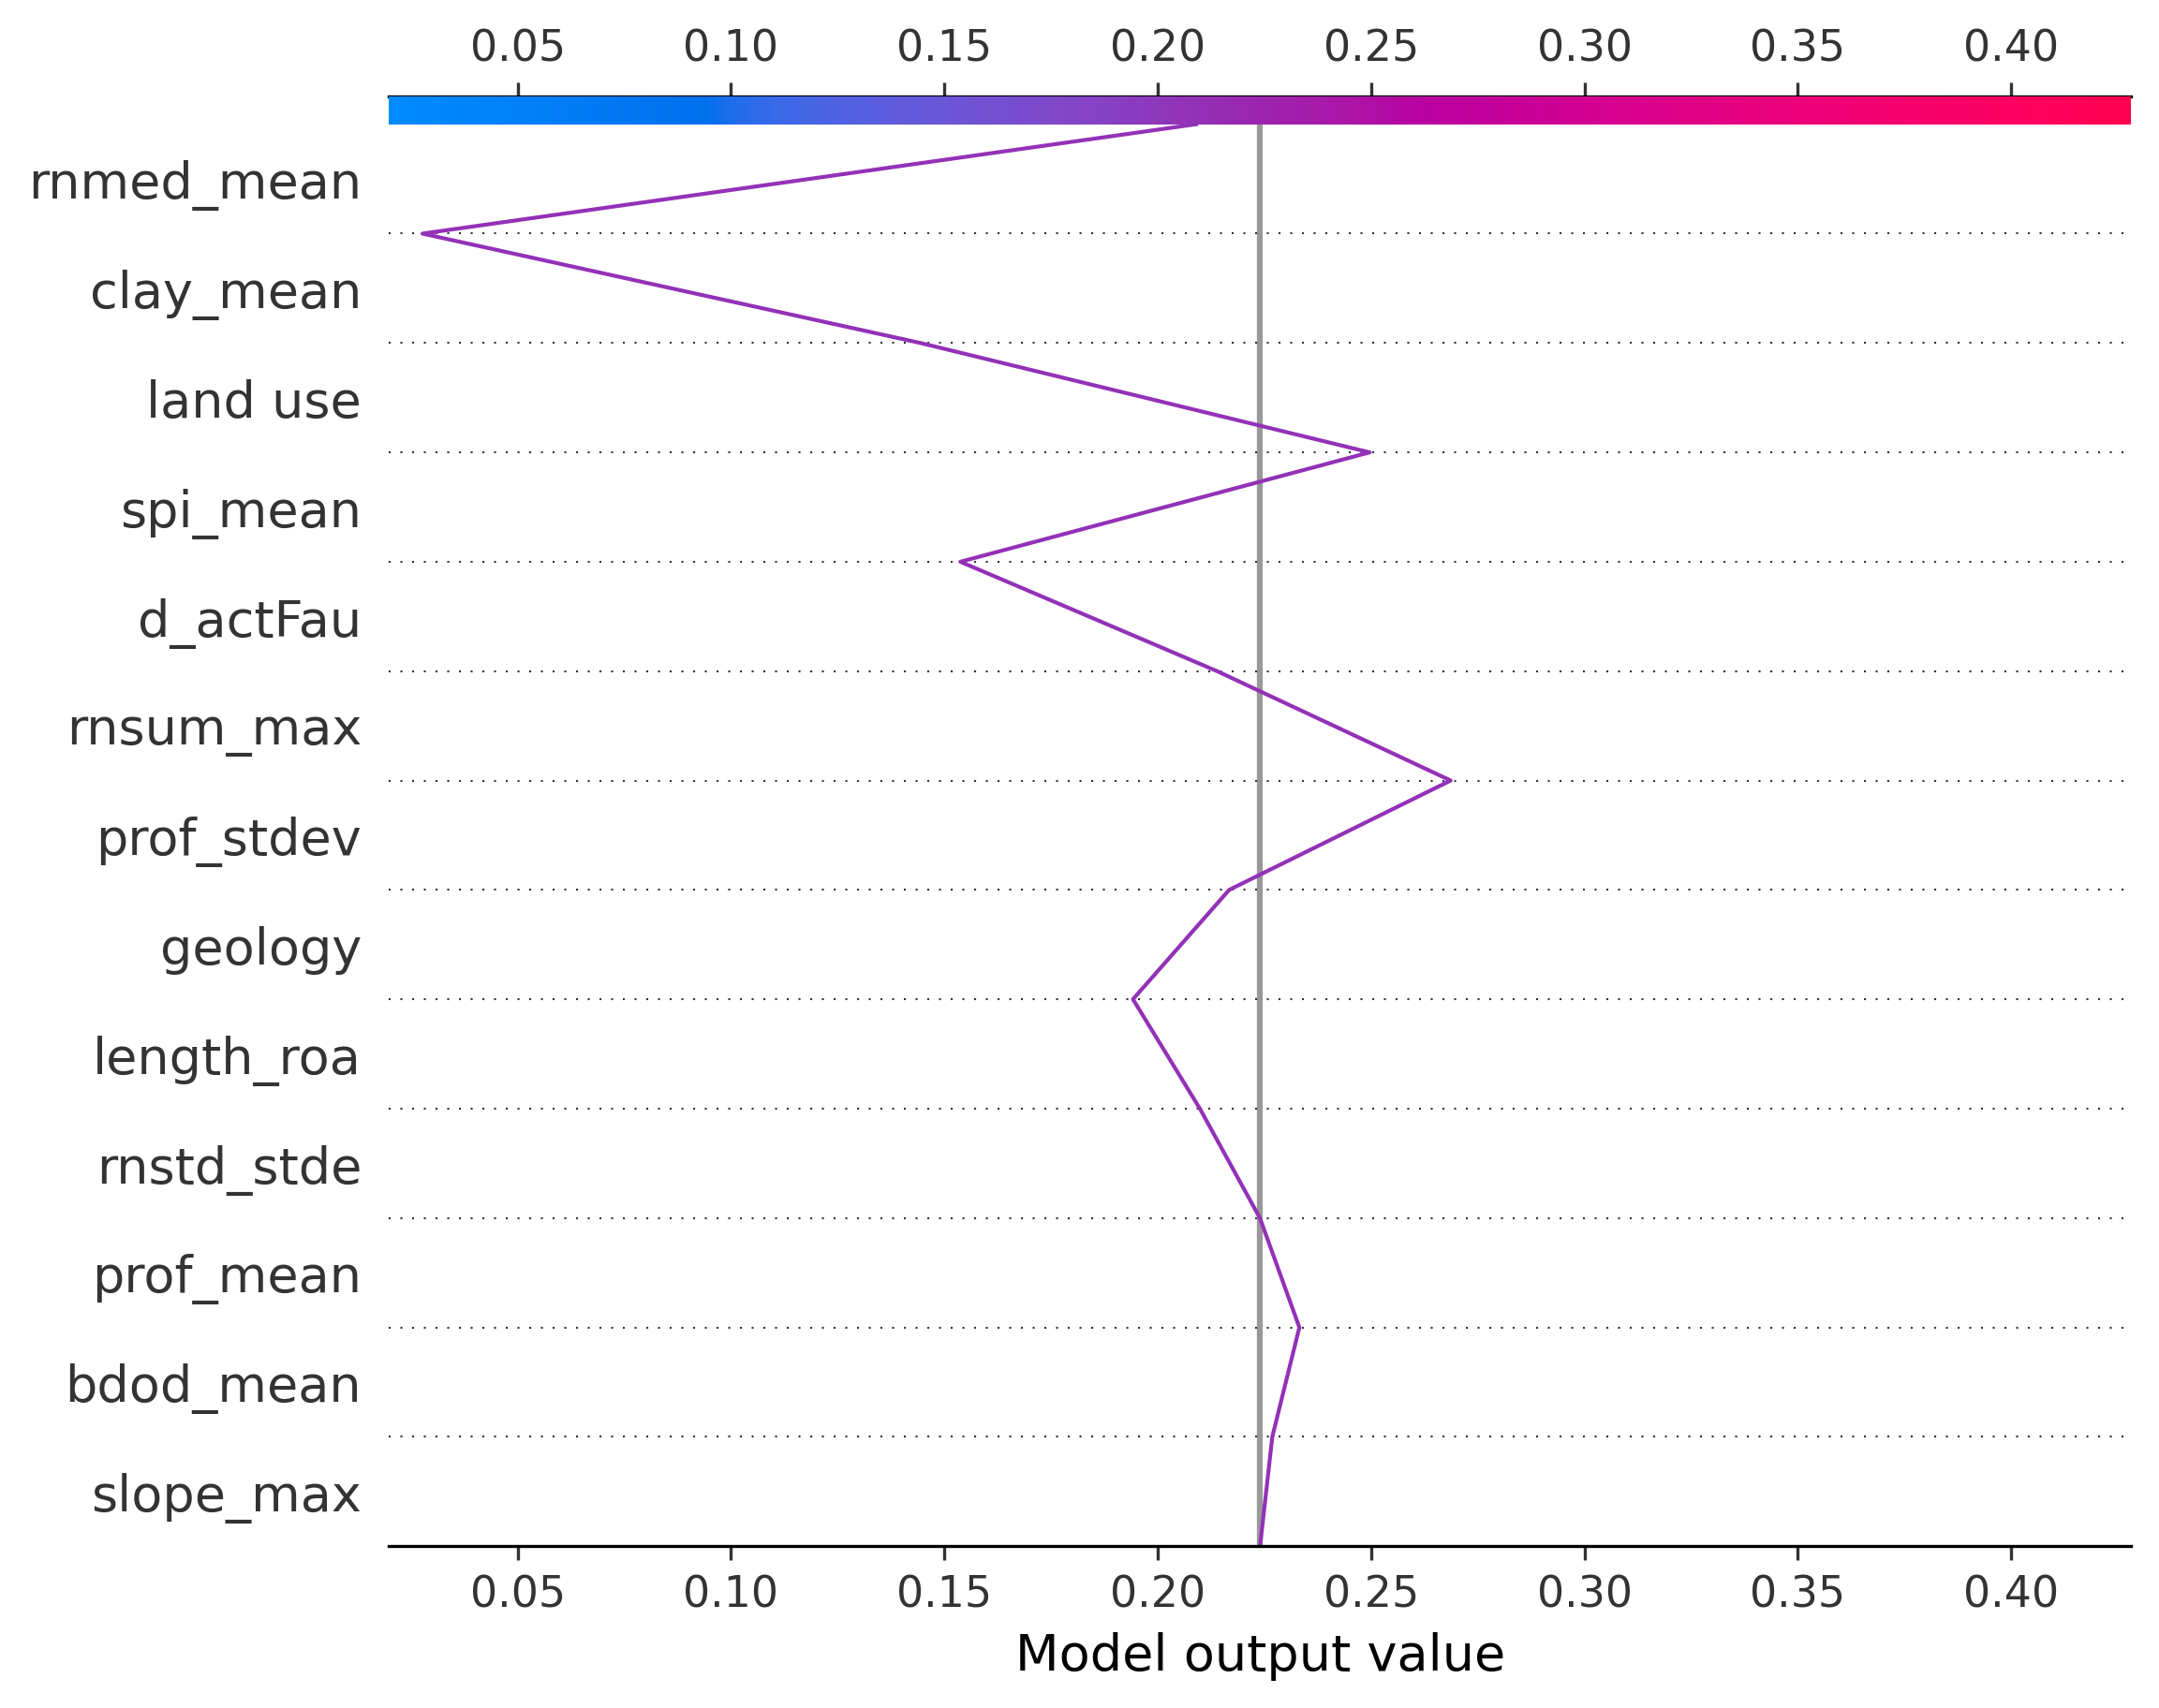 0.05 0.10 0.15 0.20 0.25 0.30 0.35 0.40
rnmed_mean
clay_mean
land use
spi_mean
d_actFau
rnsum_max
prof_stdev
geology
length_roa
rnstd_stde
prof_mean
bdod_mean
slope_max
0.05 0.10 0.15 0.20 0.25 0.30 0.35 0.40
Model output value